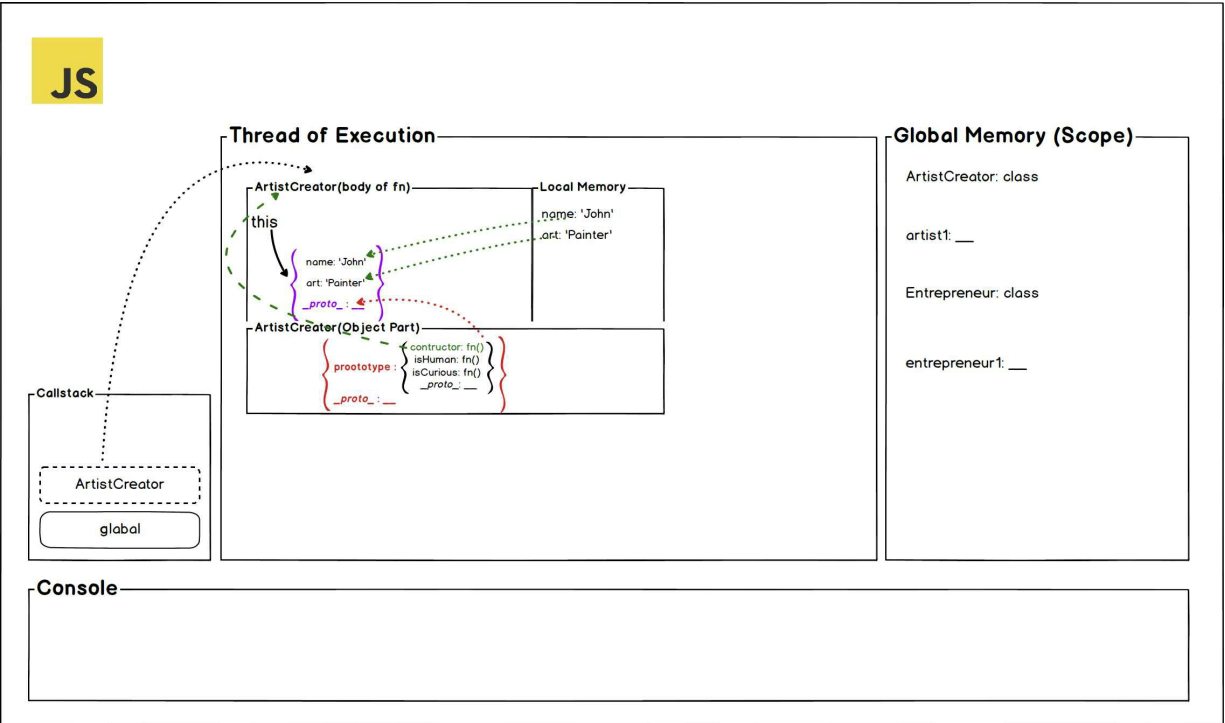 JS
Thread of Execution
Global Memory (Scope)
ArtistCreator(body of fn)
Local Memory
ArtistCreator: class
this
name: 'John'
art: 'Painter'
artist1: __
name: 'John'
art: 'Painter'
_proto_ : __
Entrepreneur: class
ArtistCreator(Object Part)
contructor: fn()
isHuman: fn()
prootype :
isCurious: fn()
_proto_: __
_proto_ : __
entrepreneur1: __
Callstack
ArtistCreator
glabal
Console